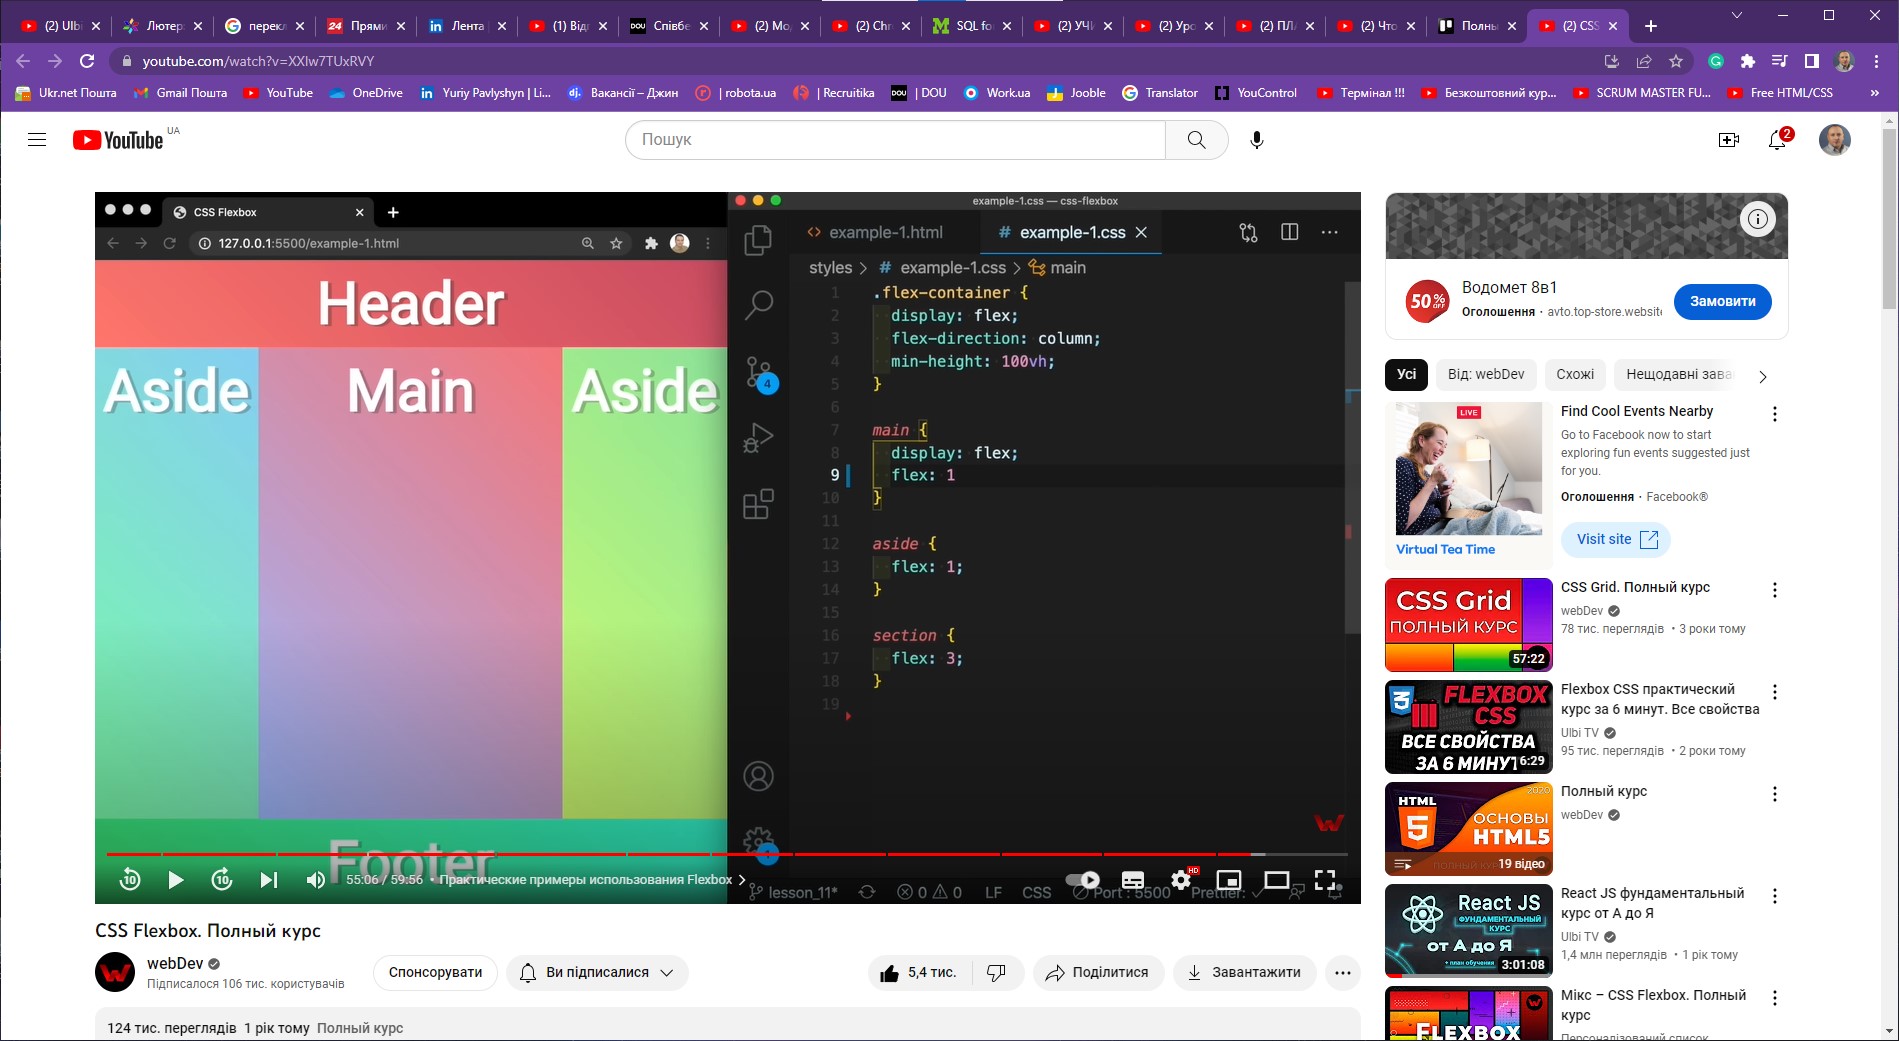 (2) Ulbi
Лютер
перекл
Прями
Лента
(1) Від
Співбе
(2) Мо
(2) Chr
SQL fo
(2) УЧИ
(2) Уро
(2) ПЛ
(2) Что
Полны
(2) CSS
youtube.com/watch?v=XXIw7TUxRVY
Ukr.net Пошта
Gmail Пошта
YouTube
OneDrive
Yuriy Pavlyshyn | Li...
Вакансії – Джин
| robota.ua
| Recruitika
| DOU
Work.ua
Jooble
Translator
YouControl
Термінал !!!
Безкоштовний кур...
SCRUM MASTER FU...
Free HTML/CSS
YouTube UA
Пошук
2
CSS Flexbox
127.0.0.1:5500/example-1.html
Header
Aside
Main
Aside
Footer
example-1.css — css-flexbox
example-1.html
# example-1.css
styles > # example-1.css > main
1 .flex-container {
2 display: flex;
3 flex-direction: column;
4 min-height: 100vh;
5 }
6
7 main {
8 display: flex;
9 flex: 1
10 }
11
12 aside {
13 flex: 1;
14 }
15
16 section {
17 flex: 3;
18 }
19
4
55:06 / 59:56 • Практические примеры использования Flexbox
HD
lesson_11*
0
0
LF
CSS
Port : 5500
Prettier:
CSS Flexbox. Полный курс
webDev
Підписалося 106 тис. користувачів
Спонсорувати
Ви підписалися
5,4 тис.
Поділитися
Завантажити
124 тис. переглядів 1 рік тому Полный курс
50% OFF
Водомет 8в1
Оголошення · avto.top-store.website
Замовити
Усі
Від: webDev
Схожі
Нещодавні зава
LIVE
Virtual Tea Time
Find Cool Events Nearby
Go to Facebook now to start
exploring fun events suggested just
for you.
Оголошення · Facebook®
Visit site
CSS Grid
ПОЛНЫЙ КУРС
57:22
CSS Grid. Полный курс
webDev
78 тис. переглядів • 3 роки тому
FLEXBOX
CSS
ВСЕ СВОЙСТВА
ЗА 6 МИНУТ
6:29
Flexbox CSS практический
курс за 6 минут. Все свойства
Ulbi TV
95 тис. переглядів • 2 роки тому
2020
HTML
5
ОСНОВЫ
HTML5
19 відео
Полный курс
webDev
React JS
ФУНДАМЕНТАЛЬНЫЙ
КУРС
от А до Я
+ план обучения
3:01:08
React JS фундаментальный
курс от А до Я
Ulbi TV
1,4 млн переглядів • 1 рік тому
FLEXBOX
Мікс – CSS Flexbox. Полный
курс
Персоналізований список